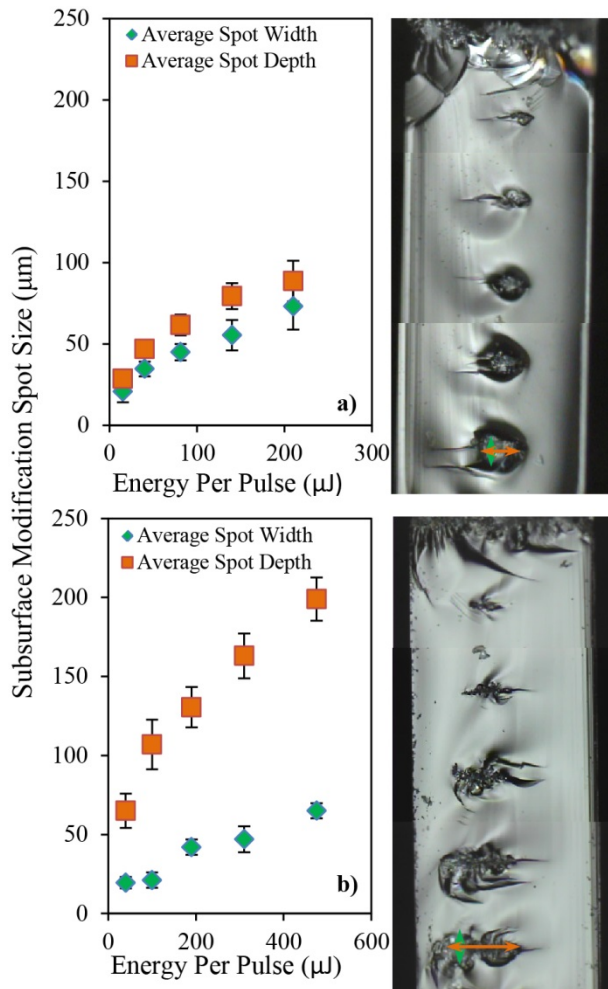 Subsurface Modification Spot Size (μm)
250
200
150
100
50
0
Average Spot Width
Average Spot Depth
a)
0
100
200
300
Energy Per Pulse (μJ)
250
200
150
100
50
0
Average Spot Width
Average Spot Depth
b)
0
200
400
600
Energy Per Pulse (μJ)